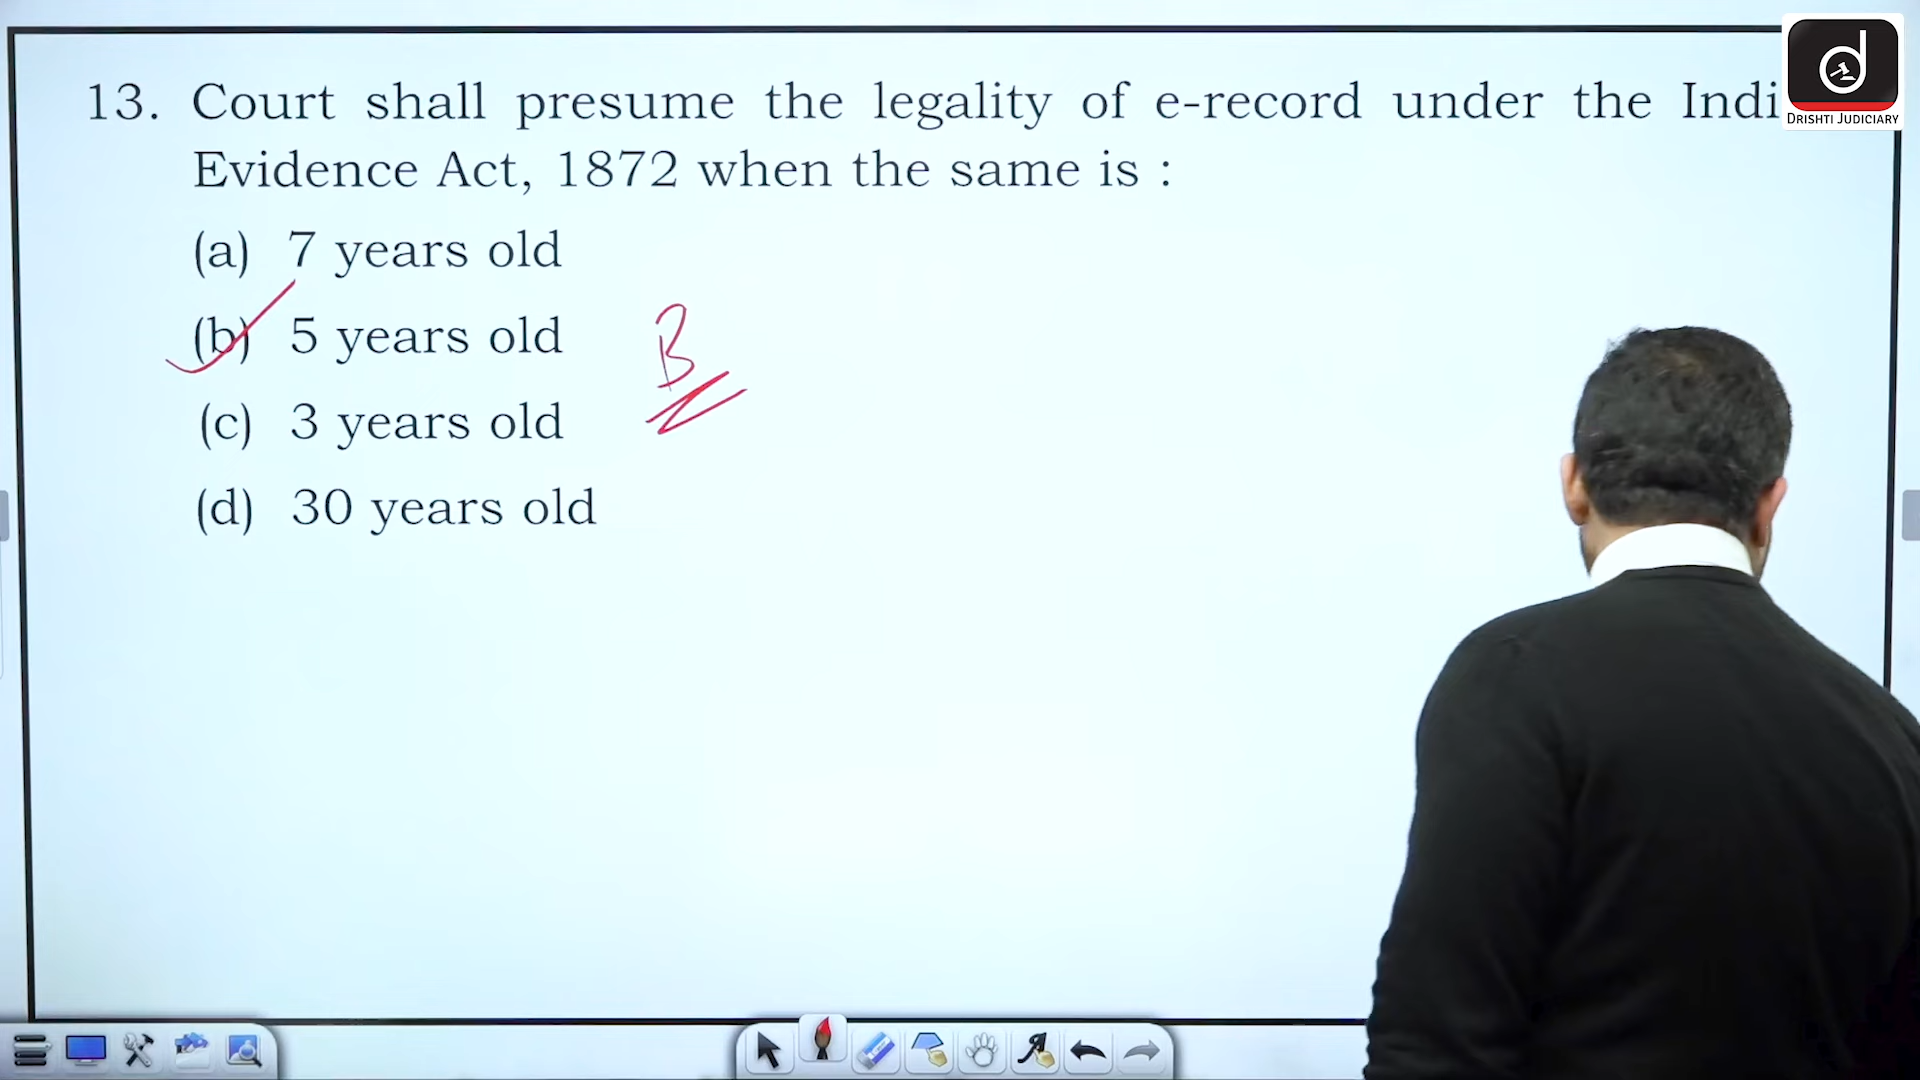 13. Court shall presume the legality of e-record under the Indi
Evidence Act, 1872 when the same is :
(a) 7 years old
(b) 5 years old
B
(c) 3 years old
(d) 30 years old
DRISHTI JUDICIARY